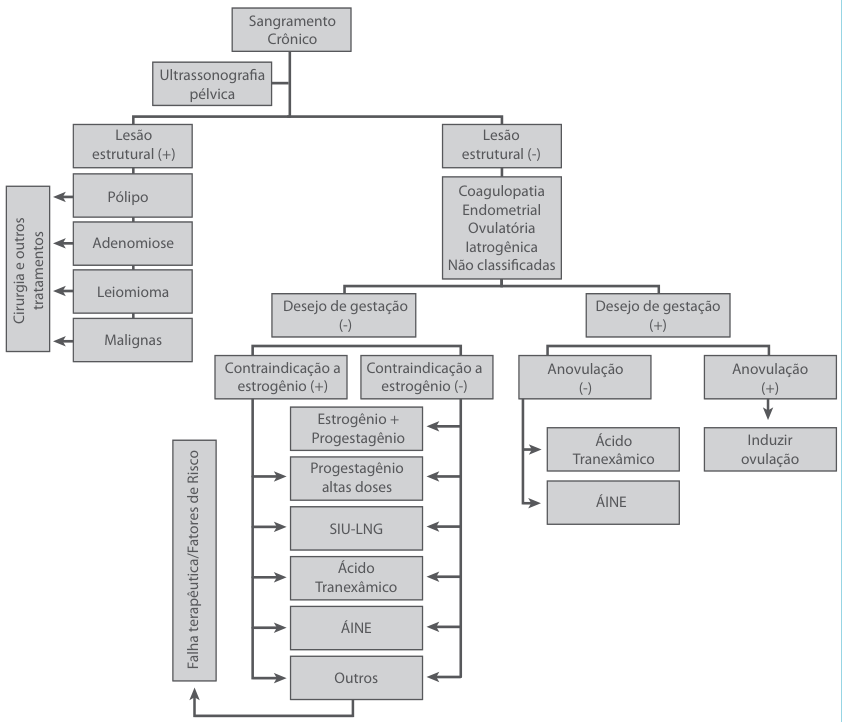 Sangramento
Crônico
Ultrassonografia
pélvica
Lesão
estrutural (+)
Lesão
estrutural (-)
Pólipo
Adenomiose
Leiomioma
Malignas
Cirurgia e outros
tratamentos
Coagulopatia
Endometrial
Ovulatória
Iatrogênica
Não classificadas
Desejo de gestação
(-)
Desejo de gestação
(+)
Contraindicação a
estrogênio (+)
Contraindicação a
estrogênio (-)
Anovulação
(-)
Anovulação
(+)
Estrogênio +
Progestagênio
Progestagênio
altas doses
SIU-LNG
Ácido
Tranexâmico
ÁINE
Outros
Ácido
Tranexâmico
ÁINE
Induzir
ovulação
Falha terapêutica/Fatores de Risco